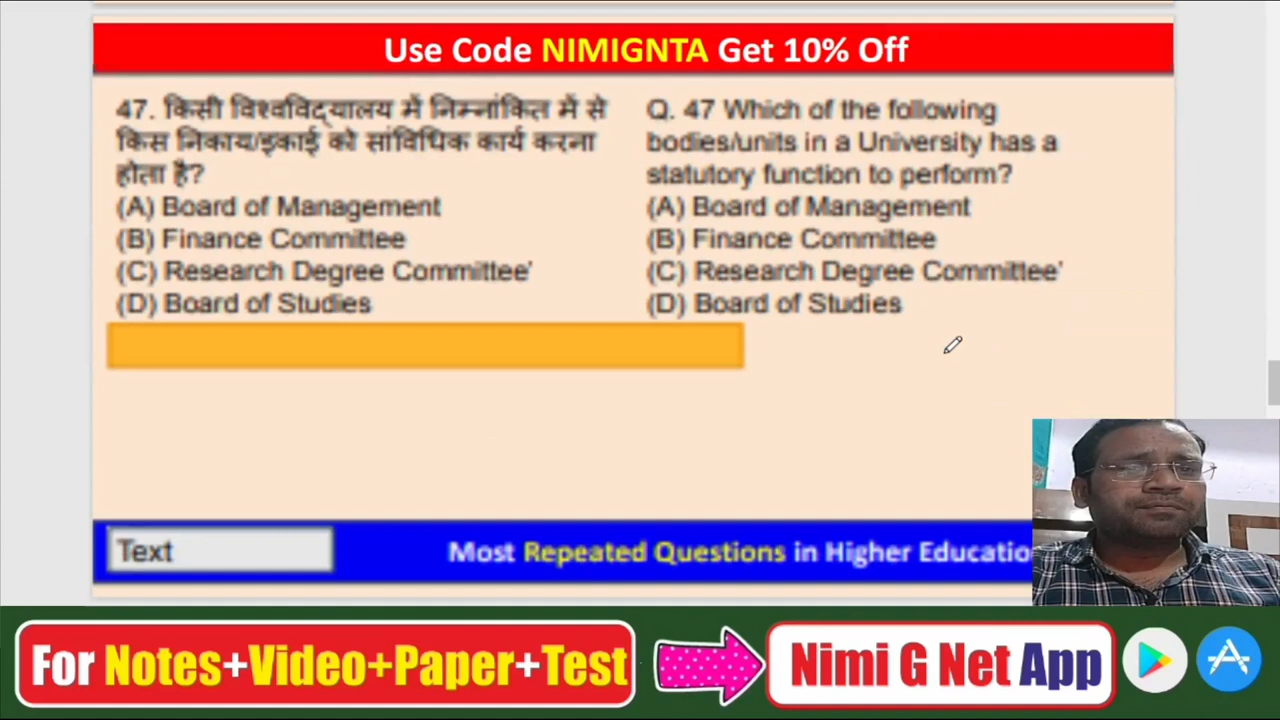 Use Code NIMIGNTA Get 10% Off
47. किसी विश्वविद्यालय में निम्नांकित में से
किस निकाय/इकाई को सांविधिक कार्य करना
होता है?
(A) Board of Management
(B) Finance Committee
(C) Research Degree Committee'
(D) Board of Studies
Q. 47 Which of the following
bodies/units in a University has a
statutory function to perform?
(A) Board of Management
(B) Finance Committee
(C) Research Degree Committee'
(D) Board of Studies
Text
Most Repeated Questions in Higher Educatio
For Notes+Video+Paper+Test
Nimi G Net App